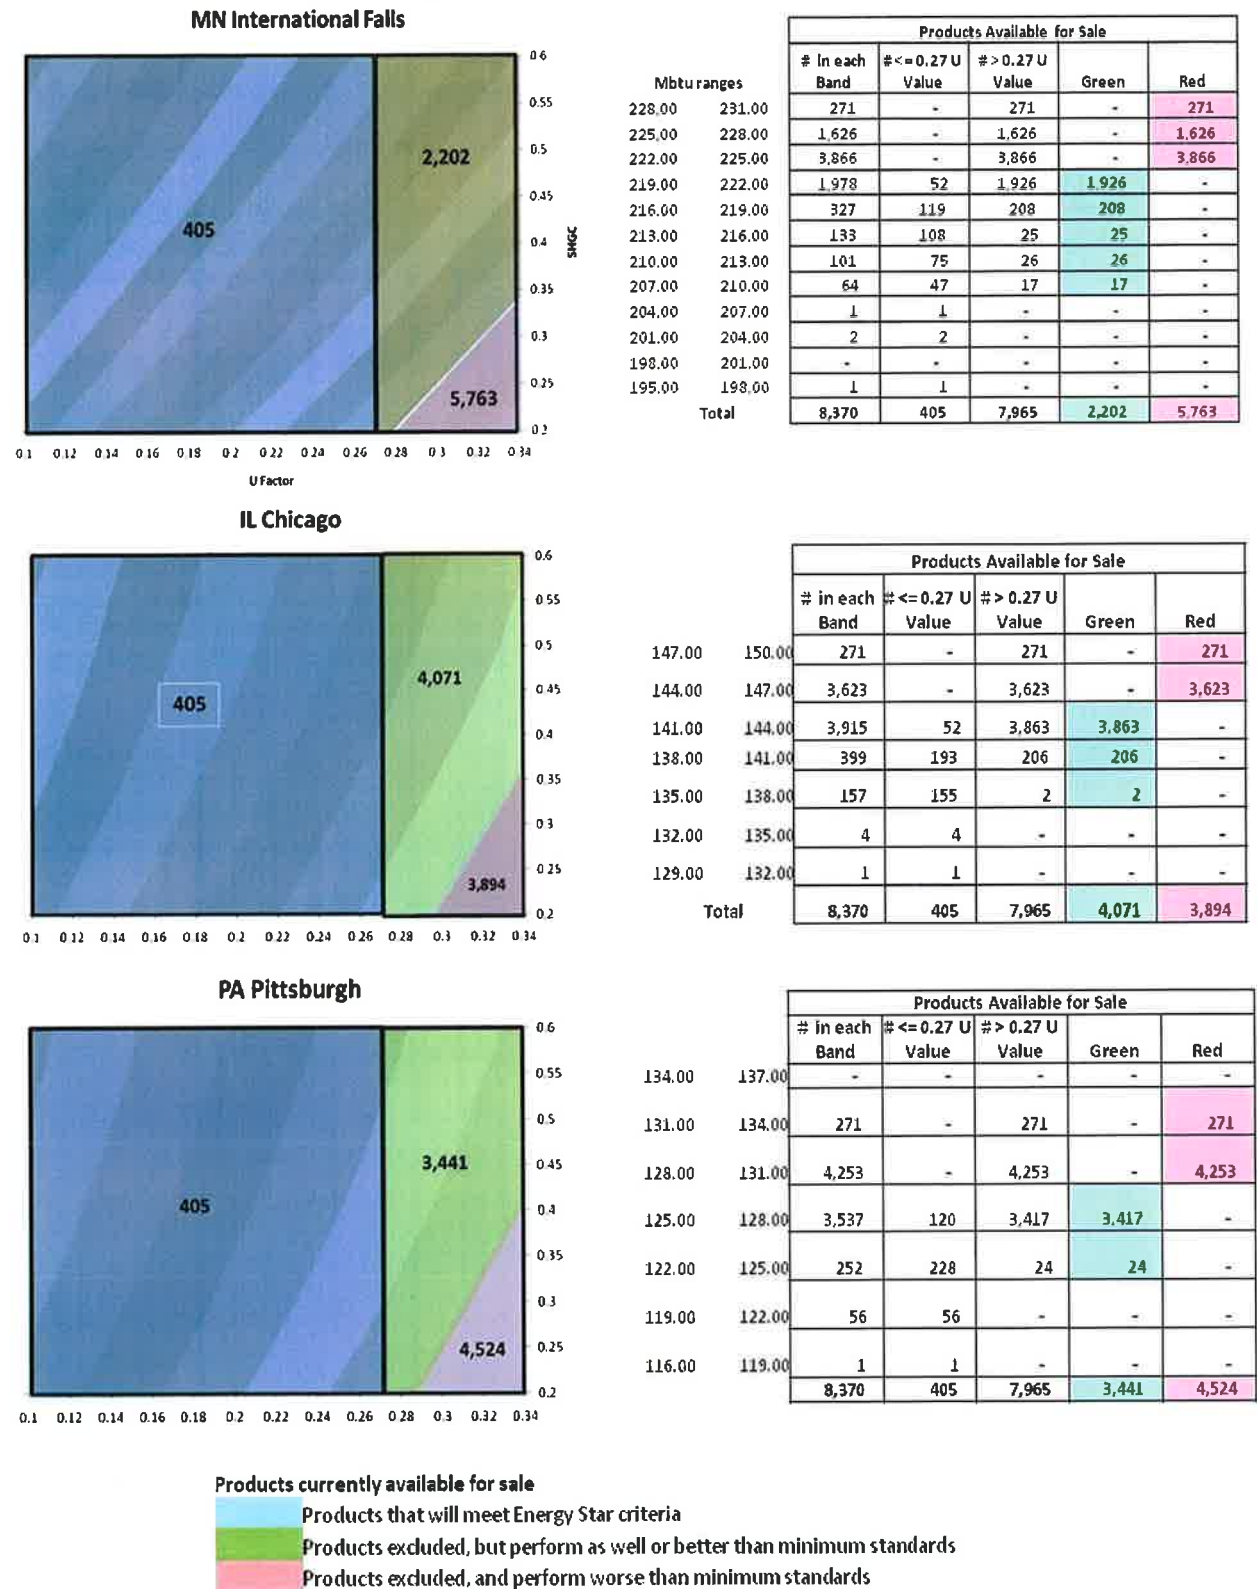 MN International Falls
0.6
0.55
0.5
0.45
0.4
0.35
0.3
0.25
0.2
SHGC
2,202
405
5,763
0.1 0.12 0.14 0.16 0.18 0.2 0.22 0.24 0.26 0.28 0.3 0.32 0.34
U Factor
Products Available for Sale
Mbtu ranges # in each Band #<=0.27 U Value #>0.27 U Value Green Red
228.00 231.00 271 - 271 - 271
225.00 228.00 1,626 - 1,626 - 1,626
222.00 225.00 3,866 - 3,866 - 3,866
219.00 222.00 1,978 52 1,926 1,926 -
216.00 219.00 327 119 208 208 -
213.00 216.00 133 108 25 25 -
210.00 213.00 101 75 26 26 -
207.00 210.00 64 47 17 17 -
204.00 207.00 1 1 - - -
201.00 204.00 2 2 - - -
198.00 201.00 - - - - -
195.00 198.00 1 1 - - -
Total 8,370 405 7,965 2,202 5,763
IL Chicago
0.6
0.55
0.5
0.45
0.4
0.35
0.3
0.25
0.2
4,071
405
3,894
0.1 0.12 0.14 0.16 0.18 0.2 0.22 0.24 0.26 0.28 0.3 0.32 0.34
Products Available for Sale
# in each Band #<=0.27 U Value #>0.27 U Value Green Red
147.00 150.00 271 - 271 - 271
144.00 147.00 3,623 - 3,623 - 3,623
141.00 144.00 3,915 52 3,863 3,863 -
138.00 141.00 399 193 206 206 -
135.00 138.00 157 155 2 2 -
132.00 135.00 4 4 - - -
129.00 132.00 1 1 - - -
Total 8,370 405 7,965 4,071 3,894
PA Pittsburgh
0.6
0.55
0.5
0.45
0.4
0.35
0.3
0.25
0.2
3,441
405
4,524
0.1 0.12 0.14 0.16 0.18 0.2 0.22 0.24 0.26 0.28 0.3 0.32 0.34
Products Available for Sale
# in each Band #<=0.27 U Value #>0.27 U Value Green Red
134.00 137.00 - - - - -
131.00 134.00 271 - 271 - 271
128.00 131.00 4,253 - 4,253 - 4,253
125.00 128.00 3,537 120 3,417 3,417 -
122.00 125.00 252 228 24 24 -
119.00 122.00 56 56 - - -
116.00 119.00 1 1 - - -
8,370 405 7,965 3,441 4,524
Products currently available for sale
Products that will meet Energy Star criteria
Products excluded, but perform as well or better than minimum standards
Products excluded, and perform worse than minimum standards